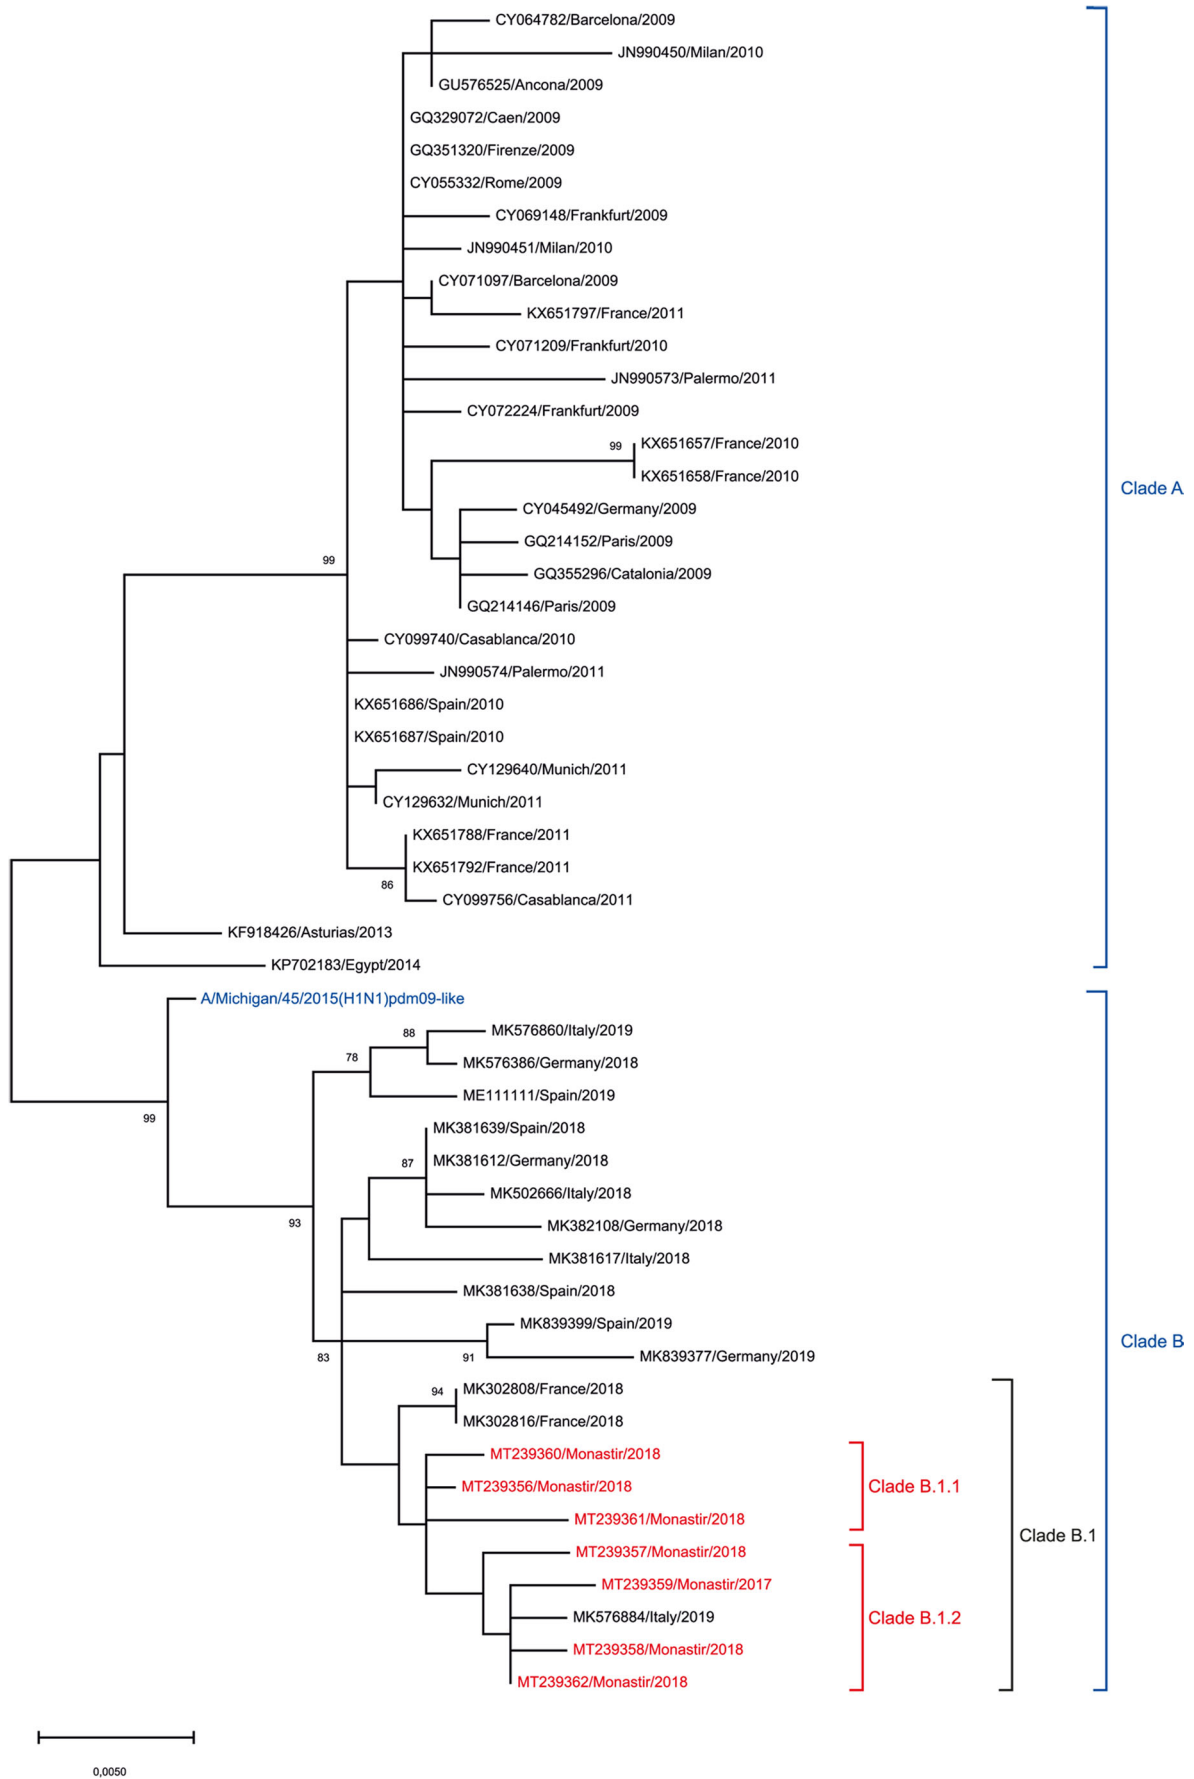 CY064782/Barcelona/2009
JN990450/Milan/2010
GU576525/Ancona/2009
GQ329072/Caen/2009
GQ351320/Firenze/2009
CY055332/Rome/2009
CY069148/Frankfurt/2009
JN990451/Milan/2010
CY071097/Barcelona/2009
KX651797/France/2011
CY071209/Frankfurt/2010
JN990573/Palermo/2011
CY072224/Frankfurt/2009
99
KX651657/France/2010
KX651658/France/2010
Clade A
CY045492/Germany/2009
GQ214152/Paris/2009
99
GQ355296/Catalonia/2009
GQ214146/Paris/2009
CY099740/Casablanca/2010
JN990574/Palermo/2011
KX651686/Spain/2010
KX651687/Spain/2010
CY129640/Munich/2011
CY129632/Munich/2011
KX651788/France/2011
KX651792/France/2011
86
CY099756/Casablanca/2011
KF918426/Asturias/2013
KP702183/Egypt/2014
A/Michigan/45/2015(H1N1)pdm09-like
88
MK576860/Italy/2019
78
MK576386/Germany/2018
ME111111/Spain/2019
99
MK381639/Spain/2018
87
MK381612/Germany/2018
MK502666/Italy/2018
93
MK382108/Germany/2018
MK381617/Italy/2018
MK381638/Spain/2018
MK839399/Spain/2019
Clade B
83
91
MK839377/Germany/2019
94
MK302808/France/2018
MK302816/France/2018
MT239360/Monastir/2018
MT239356/Monastir/2018
Clade B.1.1
MT239361/Monastir/2018
Clade B.1
MT239357/Monastir/2018
MT239359/Monastir/2017
MK576884/Italy/2019
Clade B.1.2
MT239358/Monastir/2018
MT239362/Monastir/2018
0,0050